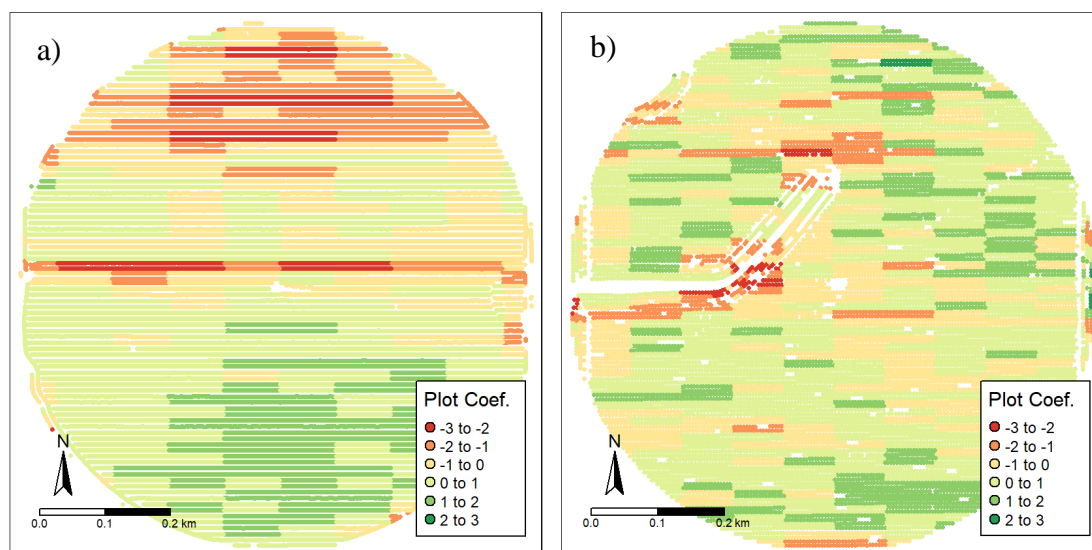 a)
Plot Coef.
-3 to -2
-2 to -1
-1 to 0
0 to 1
1 to 2
2 to 3
N
0.0 0.1 0.2 km
b)
Plot Coef.
-3 to -2
-2 to -1
-1 to 0
0 to 1
1 to 2
2 to 3
N
0.0 0.1 0.2 km